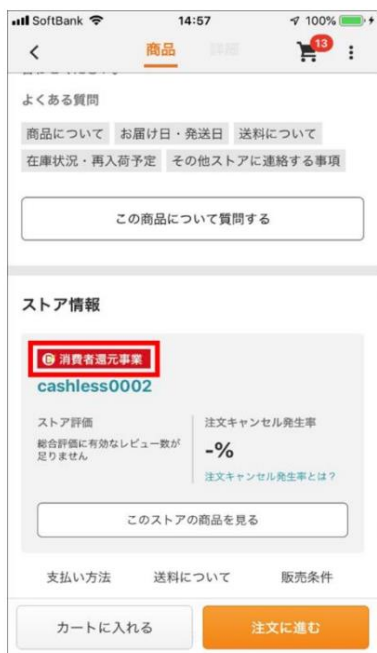 SoftBank 14:57 100%
商品 詳細 13
よくある質問
商品について お届け日・発送日 送料について
在庫状況・再入荷予定 その他ストアに連絡する事項
この商品について質問する
ストア情報
消費者還元事業
cashless0002
ストア評価
総合評価に有効なレビュー数が
足りません
注文キャンセル発生率
-%
注文キャンセル発生率とは？
このストアの商品を見る
支払い方法 送料について 販売条件
カートに入れる 注文に進む